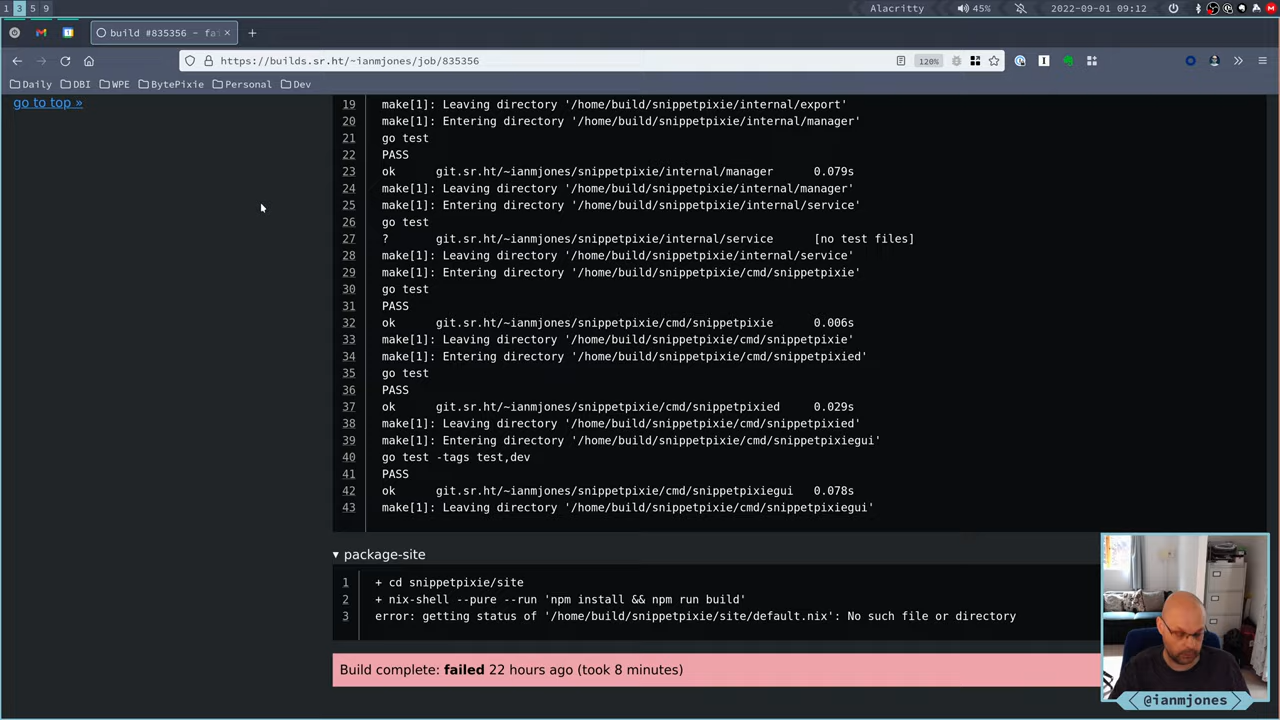 1 3 5 9
Alacritty
45%
2022-09-01 09:12
build #835356 - fa
https://builds.sr.ht/~ianmjones/job/835356
120%
Daily DBI WPE BytePixie Personal Dev
go to top »
19 make[1]: Leaving directory '/home/build/snippetpixie/internal/export'
20 make[1]: Entering directory '/home/build/snippetpixie/internal/manager'
21 go test
22 PASS
23 ok git.sr.ht/~ianmjones/snippetpixie/internal/manager 0.079s
24 make[1]: Leaving directory '/home/build/snippetpixie/internal/manager'
25 make[1]: Entering directory '/home/build/snippetpixie/internal/service'
26 go test
27 ? git.sr.ht/~ianmjones/snippetpixie/internal/service [no test files]
28 make[1]: Leaving directory '/home/build/snippetpixie/internal/service'
29 make[1]: Entering directory '/home/build/snippetpixie/cmd/snippetpixie'
30 go test
31 PASS
32 ok git.sr.ht/~ianmjones/snippetpixie/cmd/snippetpixie 0.006s
33 make[1]: Leaving directory '/home/build/snippetpixie/cmd/snippetpixie'
34 make[1]: Entering directory '/home/build/snippetpixie/cmd/snippetpixied'
35 go test
36 PASS
37 ok git.sr.ht/~ianmjones/snippetpixie/cmd/snippetpixied 0.029s
38 make[1]: Leaving directory '/home/build/snippetpixie/cmd/snippetpixied'
39 make[1]: Entering directory '/home/build/snippetpixie/cmd/snippetpixiegui'
40 go test -tags test,dev
41 PASS
42 ok git.sr.ht/~ianmjones/snippetpixie/cmd/snippetpixiegui 0.078s
43 make[1]: Leaving directory '/home/build/snippetpixie/cmd/snippetpixiegui'
package-site
1 + cd snippetpixie/site
2 + nix-shell --pure --run 'npm install && npm run build'
3 error: getting status of '/home/build/snippetpixie/site/default.nix': No such file or directory
Build complete: failed 22 hours ago (took 8 minutes)
@ianmjones